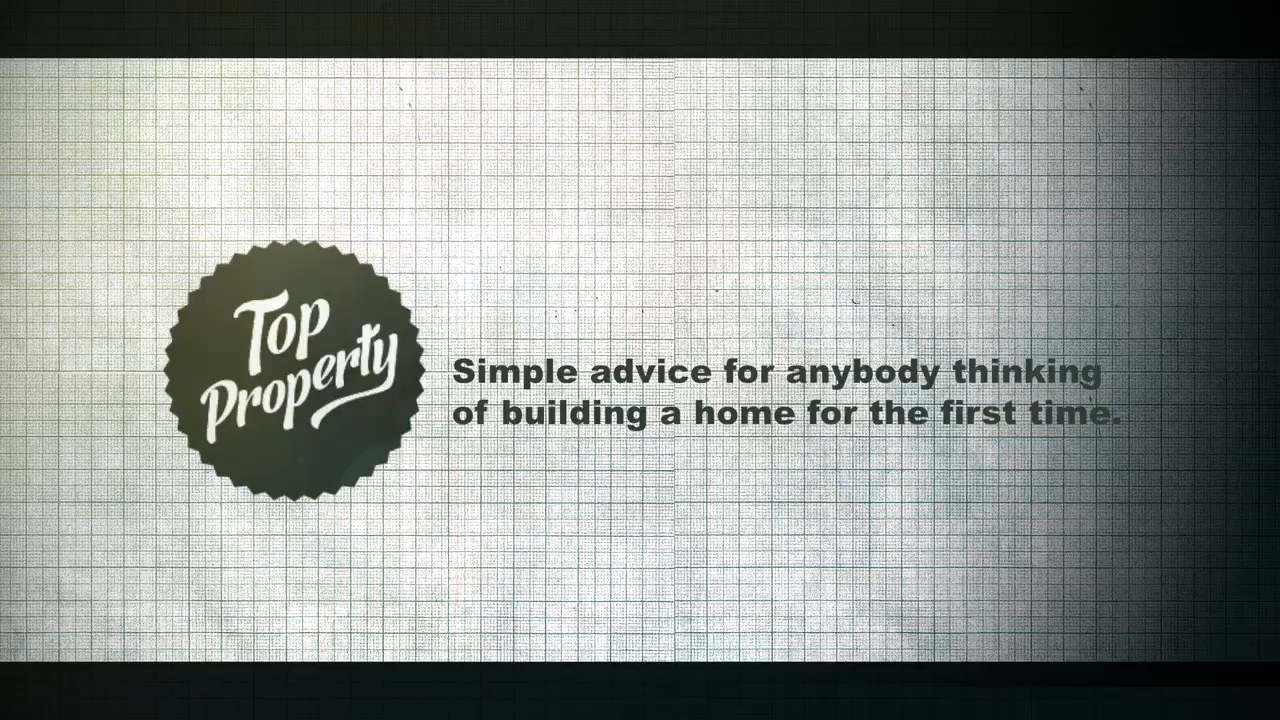 Top
Property
Simple advice for anybody thinking
of building a home for the first time.